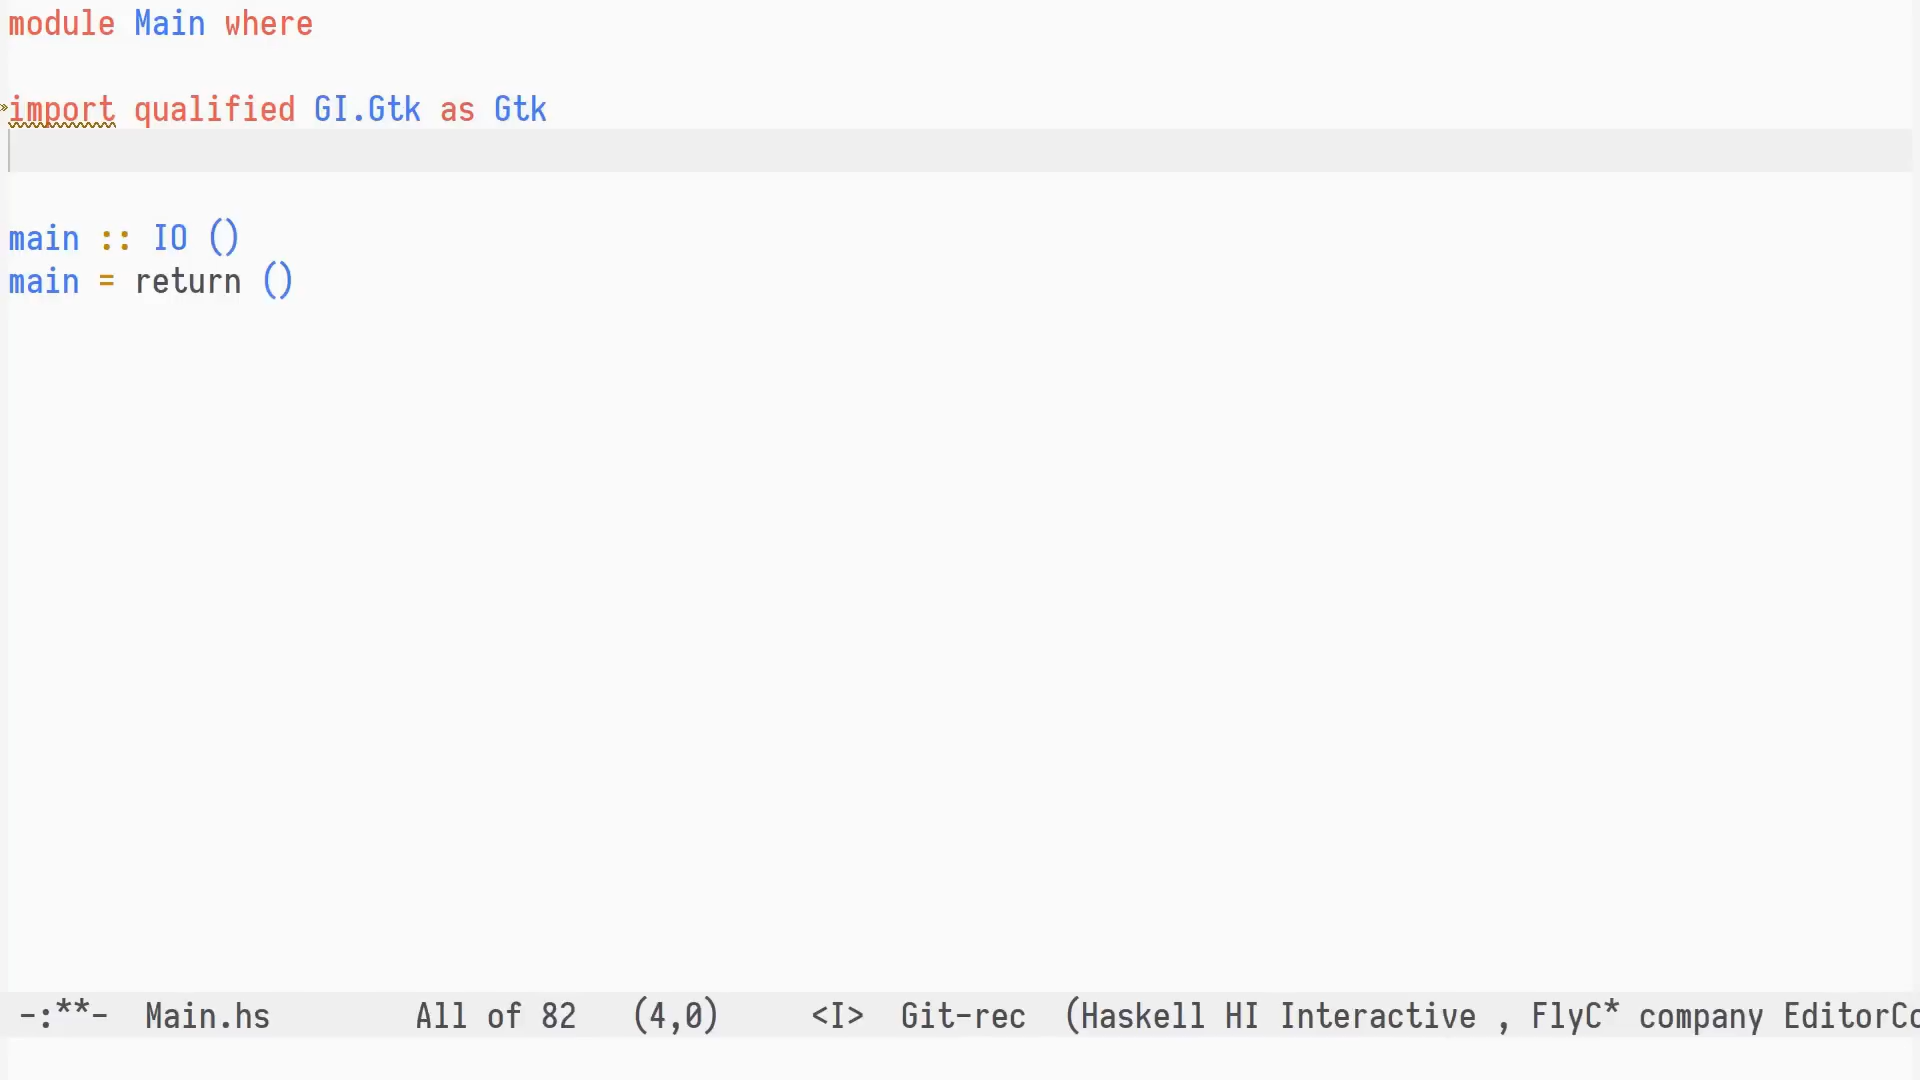 module Main where
import qualified GI.Gtk as Gtk
main :: IO ()
main = return ()
-:**-  Main.hs        All of 82   (4,0)     <I>  Git-rec  (Haskell HI Interactive , FlyC* company EditorCo